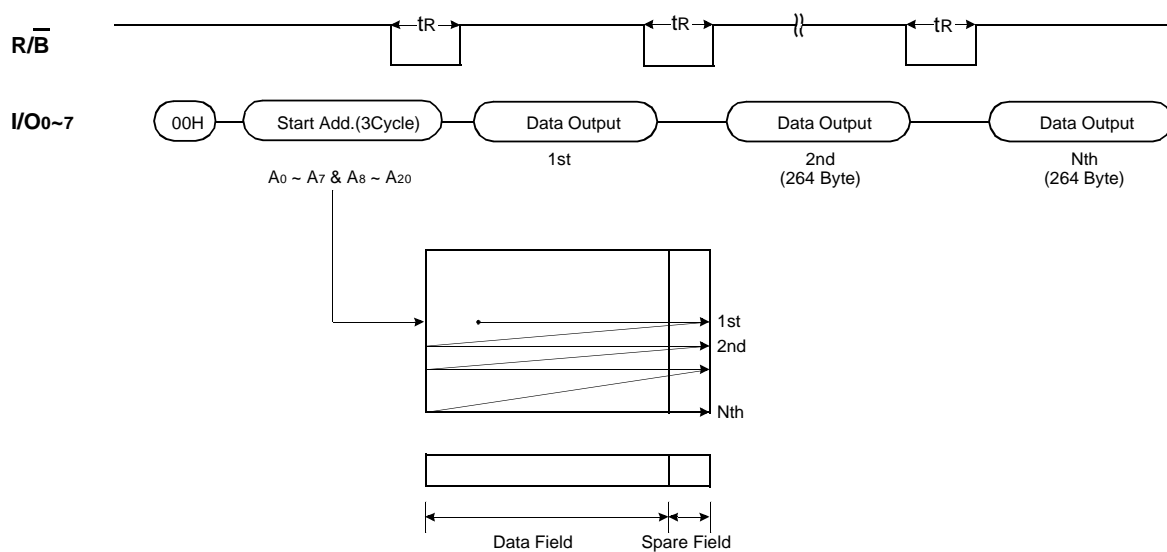 tR tR tR
R/B̅
I/O0~7 00H Start Add.(3Cycle) Data Output Data Output Data Output
1st 2nd Nth
(264 Byte) (264 Byte)
A0 ~ A7 & A8 ~ A20
1st
2nd
Nth
Data Field Spare Field